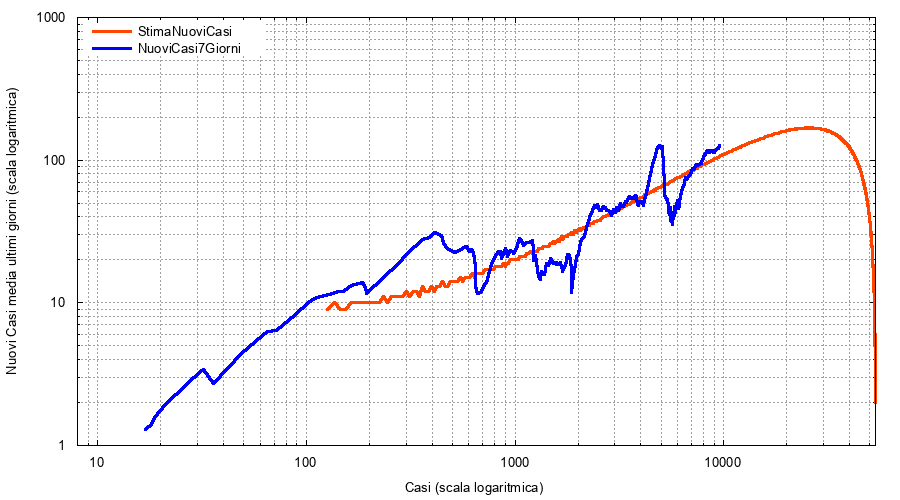 1000
StimaNuoviCasi
NuoviCasi7Giorni
100
10
1
Nuovi Casi media ultimi giorni (scala logaritmica)
10
100
1000
10000
Casi (scala logaritmica)